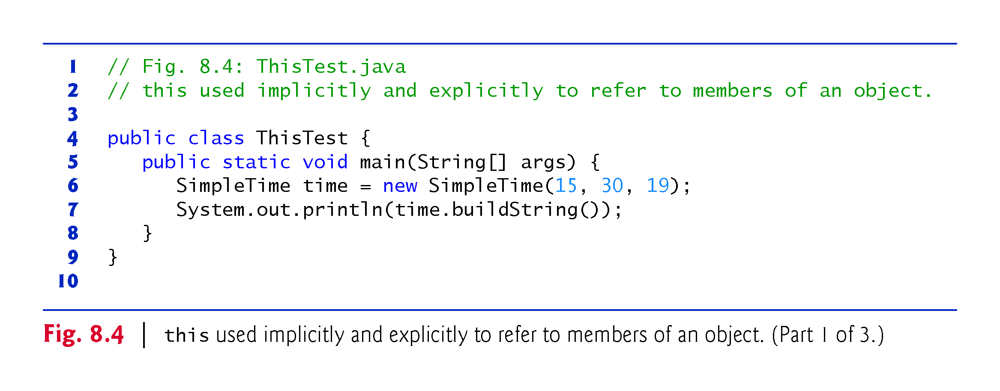 1 // Fig. 8.4: ThisTest.java
2 // this used implicitly and explicitly to refer to members of an object.
3
4 public class ThisTest {
5    public static void main(String[] args) {
6       SimpleTime time = new SimpleTime(15, 30, 19);
7       System.out.println(time.buildString());
8    }
9 }
10
Fig. 8.4 | this used implicitly and explicitly to refer to members of an object. (Part 1 of 3.)